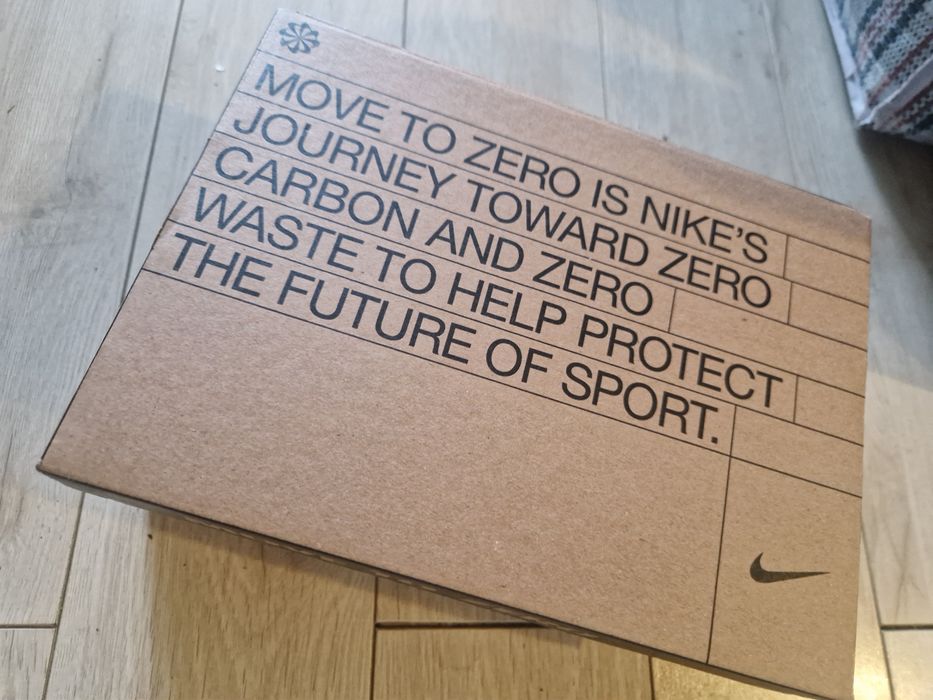 MOVE TO ZERO IS NIKE'S
JOURNEY TOWARD ZERO
CARBON AND ZERO
WASTE TO HELP PROTECT
THE FUTURE OF SPORT.